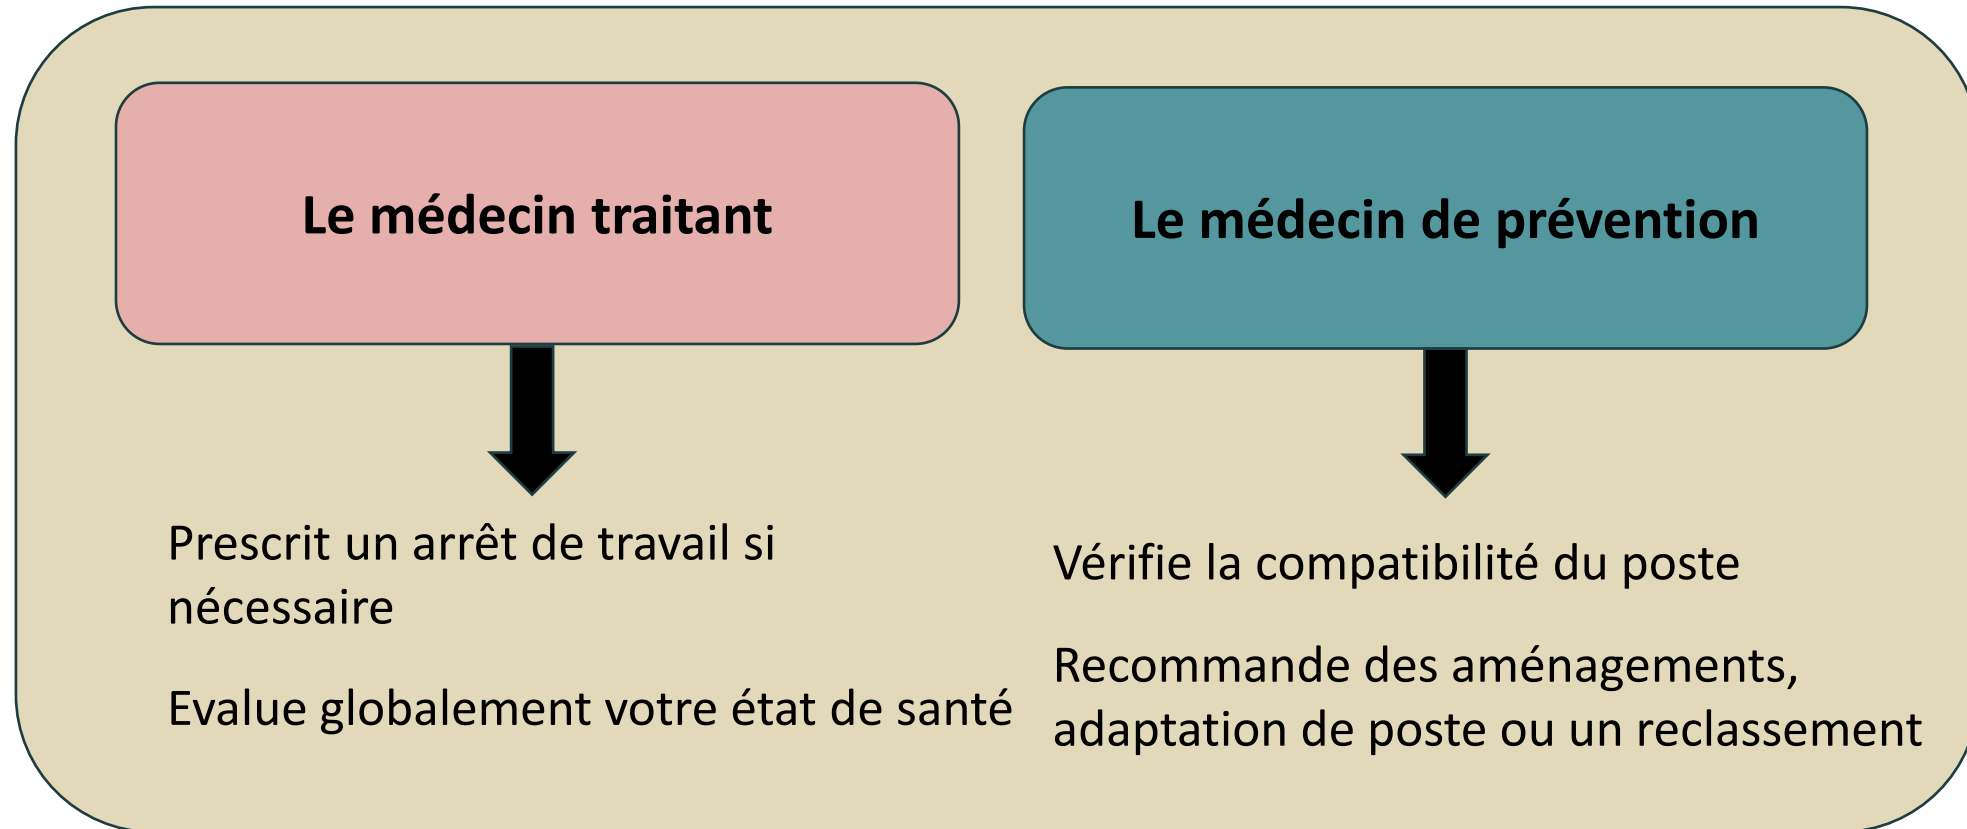 Le médecin traitant
Prescrit un arrêt de travail si
nécessaire
Evalue globalement votre état de santé
Le médecin de prévention
Vérifie la compatibilité du poste
Recommande des aménagements,
adaptation de poste ou un reclassement